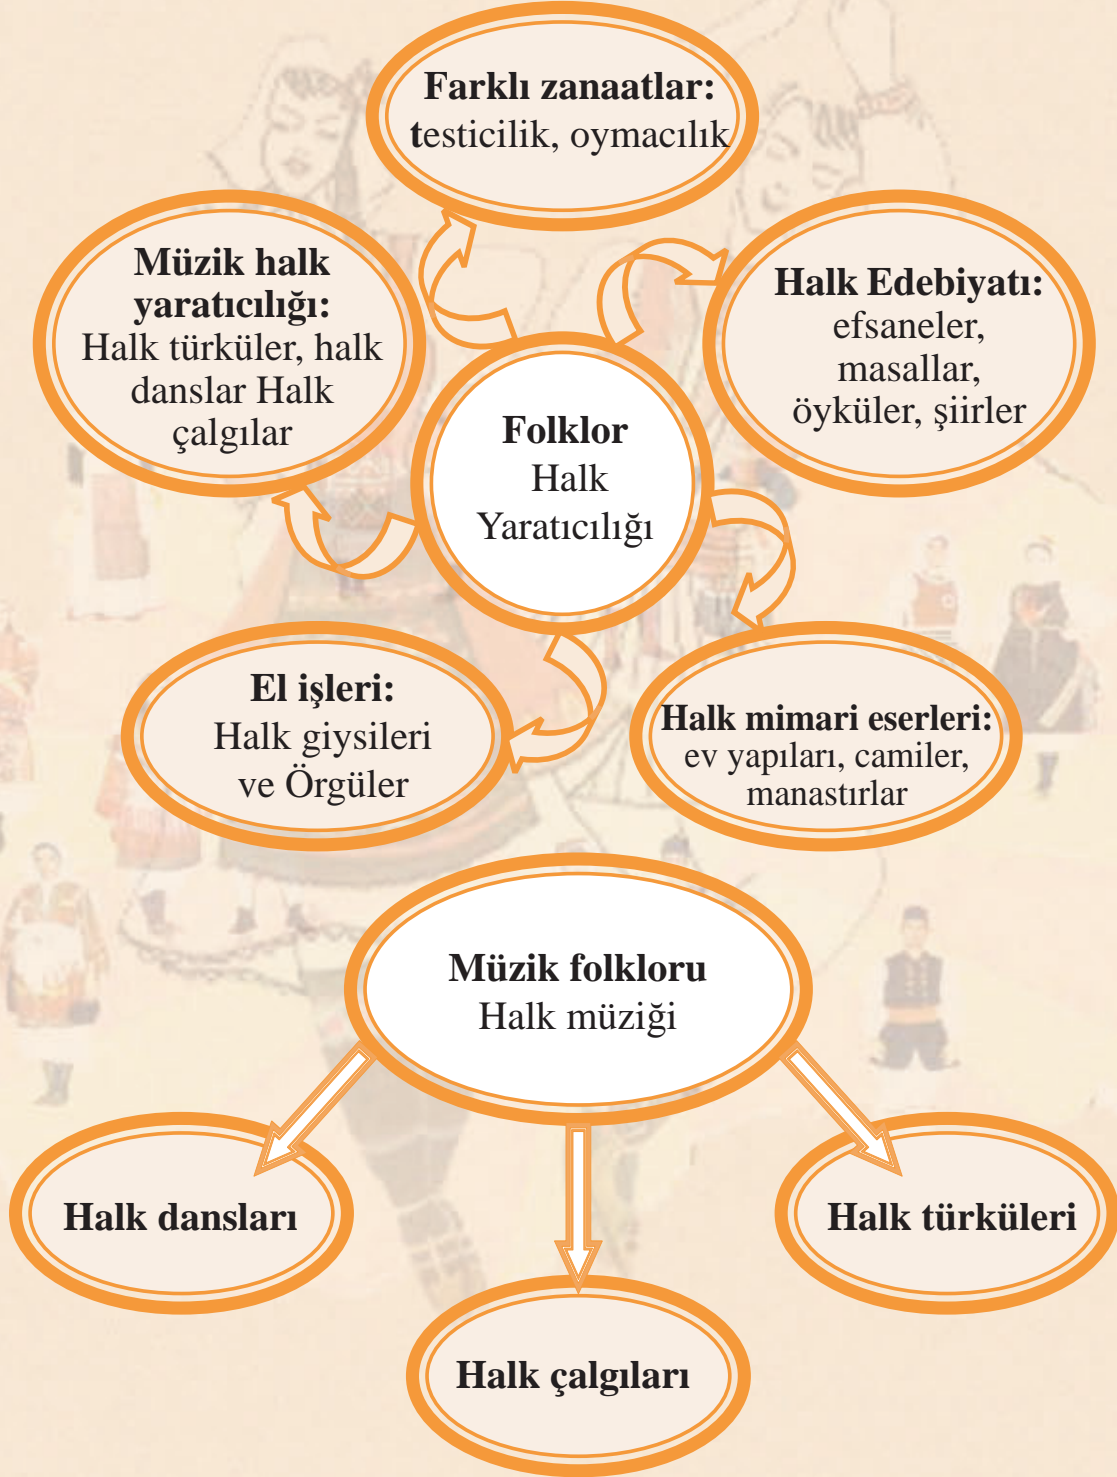 Farklı zanaatlar:
testicilik, oymacılık
Müzik halk
yaratıcılığı:
Halk türküler, halk
danslar Halk
çalgılar
Halk Edebiyatı:
efsaneler,
masallar,
öyküler, şiirler
Folklor
Halk
Yaratıcılığı
El işleri:
Halk giysileri
ve Örgüler
Halk mimari eserleri:
ev yapıları, camiler,
manastırlar
Müzik folkloru
Halk müziği
Halk dansları
Halk türküleri
Halk çalgıları